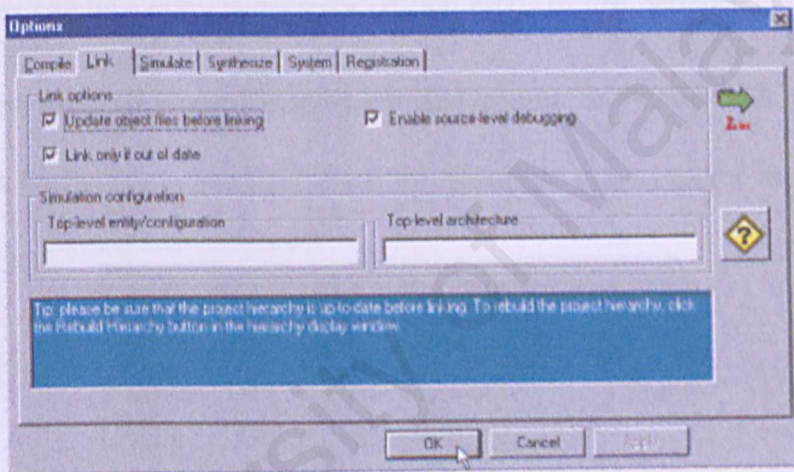 Options
Compile Link Simulate Synthesize System Registration
Link options
Update object files before linking
Enable source-level debugging
Link only if out of date
Simulation configuration
Top-level entity/configuration
Top-level architecture
Tip: please be sure that the project hierarchy is up-to-date before linking. To rebuild the project hierarchy, click
the Rebuild Hierarchy button in the hierarchy display window.
OK Cancel Apply
University of Malay